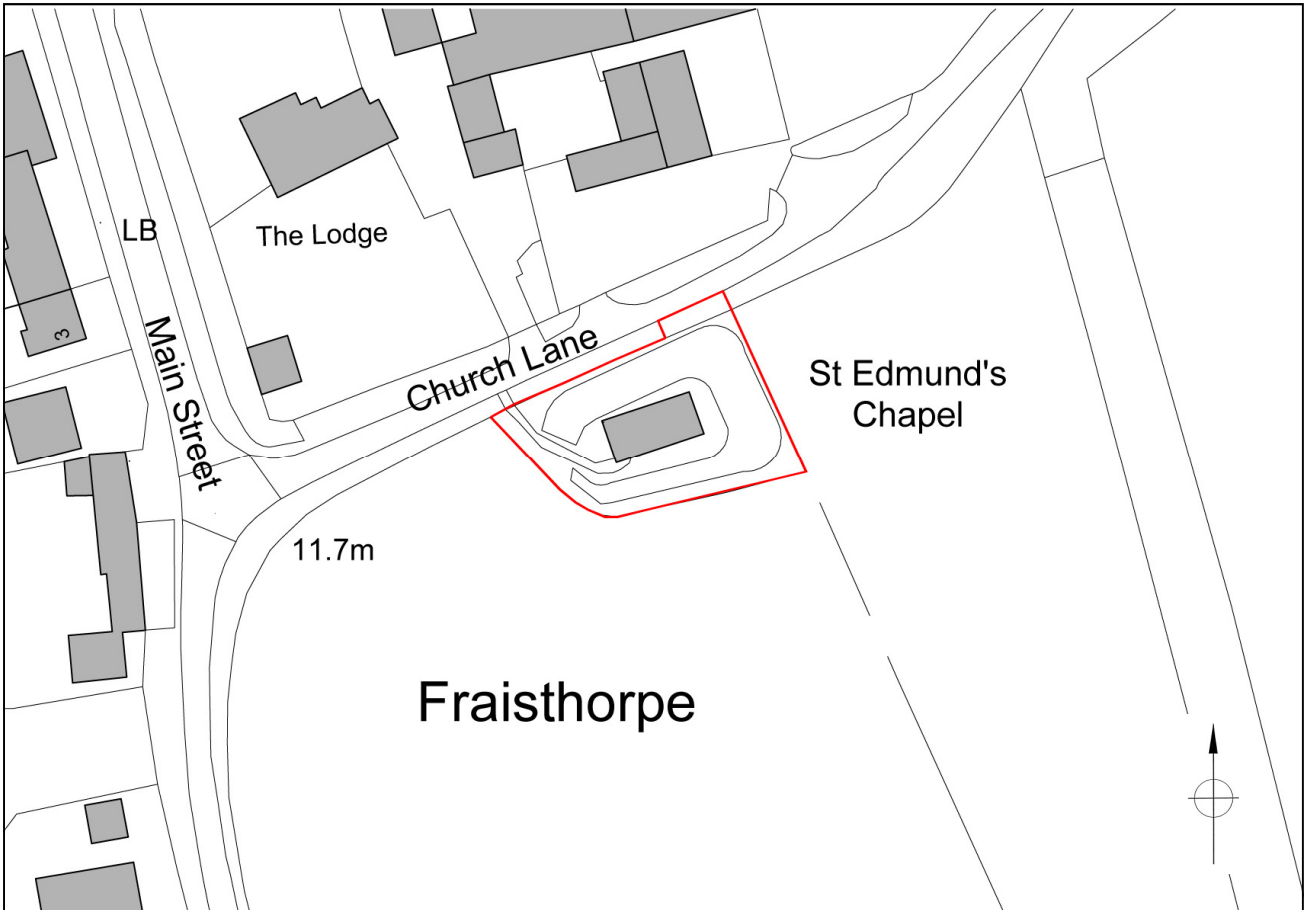 LB
The Lodge
3
Main Street
Church Lane
St Edmund's
Chapel
11.7m
Fraisthorpe